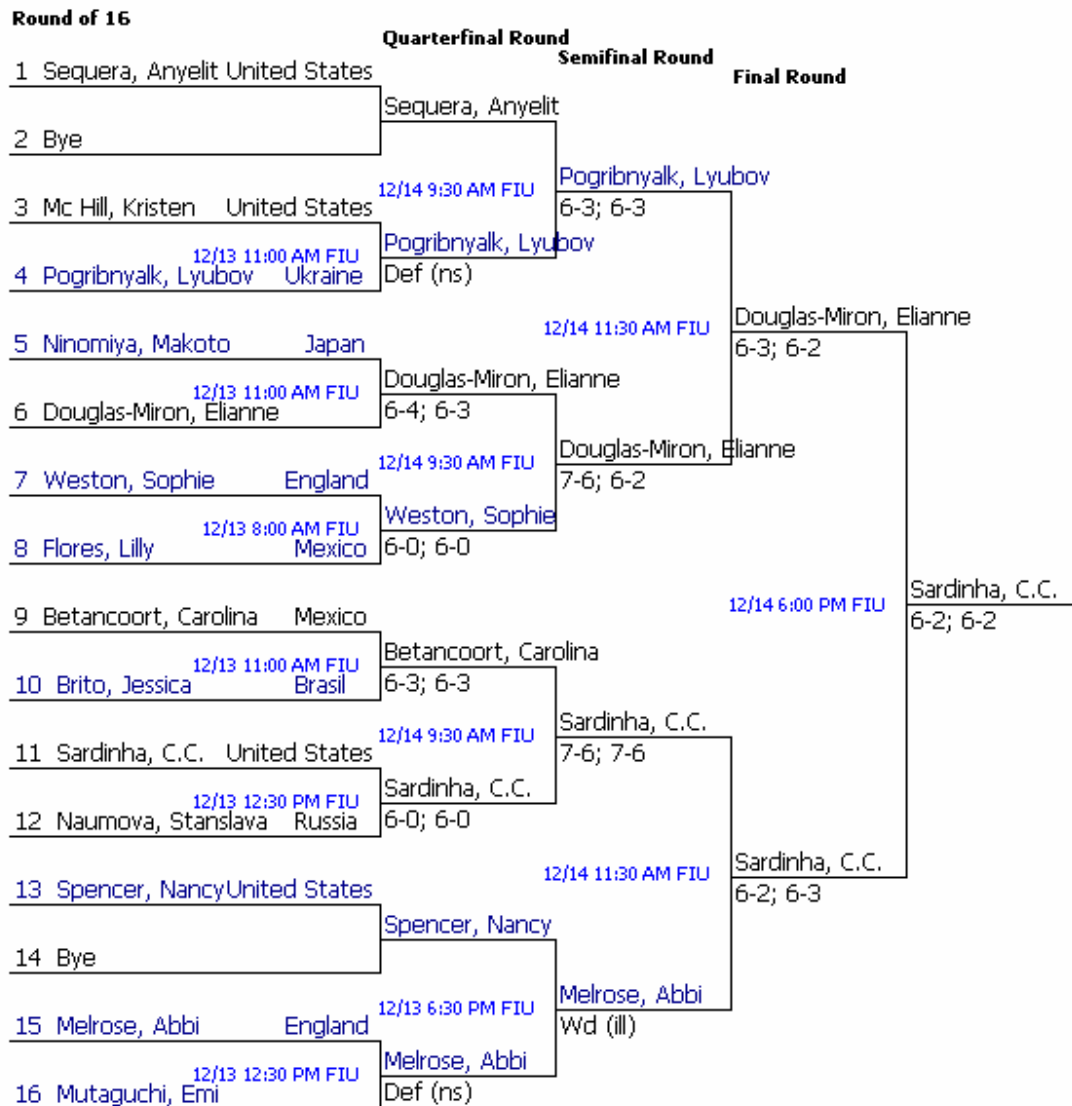 Round of 16
Quarterfinal Round
Semifinal Round
Final Round
1 Sequera, Anyelit United States
Sequera, Anyelit
2 Bye
12/14 9:30 AM FIU
Pogribnyalk, Lyubov
6-3; 6-3
3 Mc Hill, Kristen United States
12/13 11:00 AM FIU
Pogribnyalk, Lyubov
Def (ns)
4 Pogribnyalk, Lyubov Ukraine
12/14 11:30 AM FIU
Douglas-Miron, Elianne
6-3; 6-2
5 Ninomiya, Makoto Japan
12/13 11:00 AM FIU
Douglas-Miron, Elianne
6-4; 6-3
6 Douglas-Miron, Elianne
12/14 9:30 AM FIU
Douglas-Miron, Elianne
7-6; 6-2
7 Weston, Sophie England
12/13 8:00 AM FIU
Weston, Sophie
6-0; 6-0
8 Flores, Lilly Mexico
12/14 6:00 PM FIU
Sardinha, C.C.
6-2; 6-2
9 Betancoort, Carolina Mexico
12/13 11:00 AM FIU
Betancoort, Carolina
6-3; 6-3
10 Brito, Jessica Brasil
12/14 9:30 AM FIU
Sardinha, C.C.
7-6; 7-6
11 Sardinha, C.C. United States
12/13 12:30 PM FIU
Sardinha, C.C.
6-0; 6-0
12 Naumova, Stanslava Russia
12/14 11:30 AM FIU
Sardinha, C.C.
6-2; 6-3
13 Spencer, Nancy United States
Spencer, Nancy
14 Bye
12/13 6:30 PM FIU
Melrose, Abbi
Wd (ill)
15 Melrose, Abbi England
12/13 12:30 PM FIU
Melrose, Abbi
Def (ns)
16 Mutaguchi, Emi